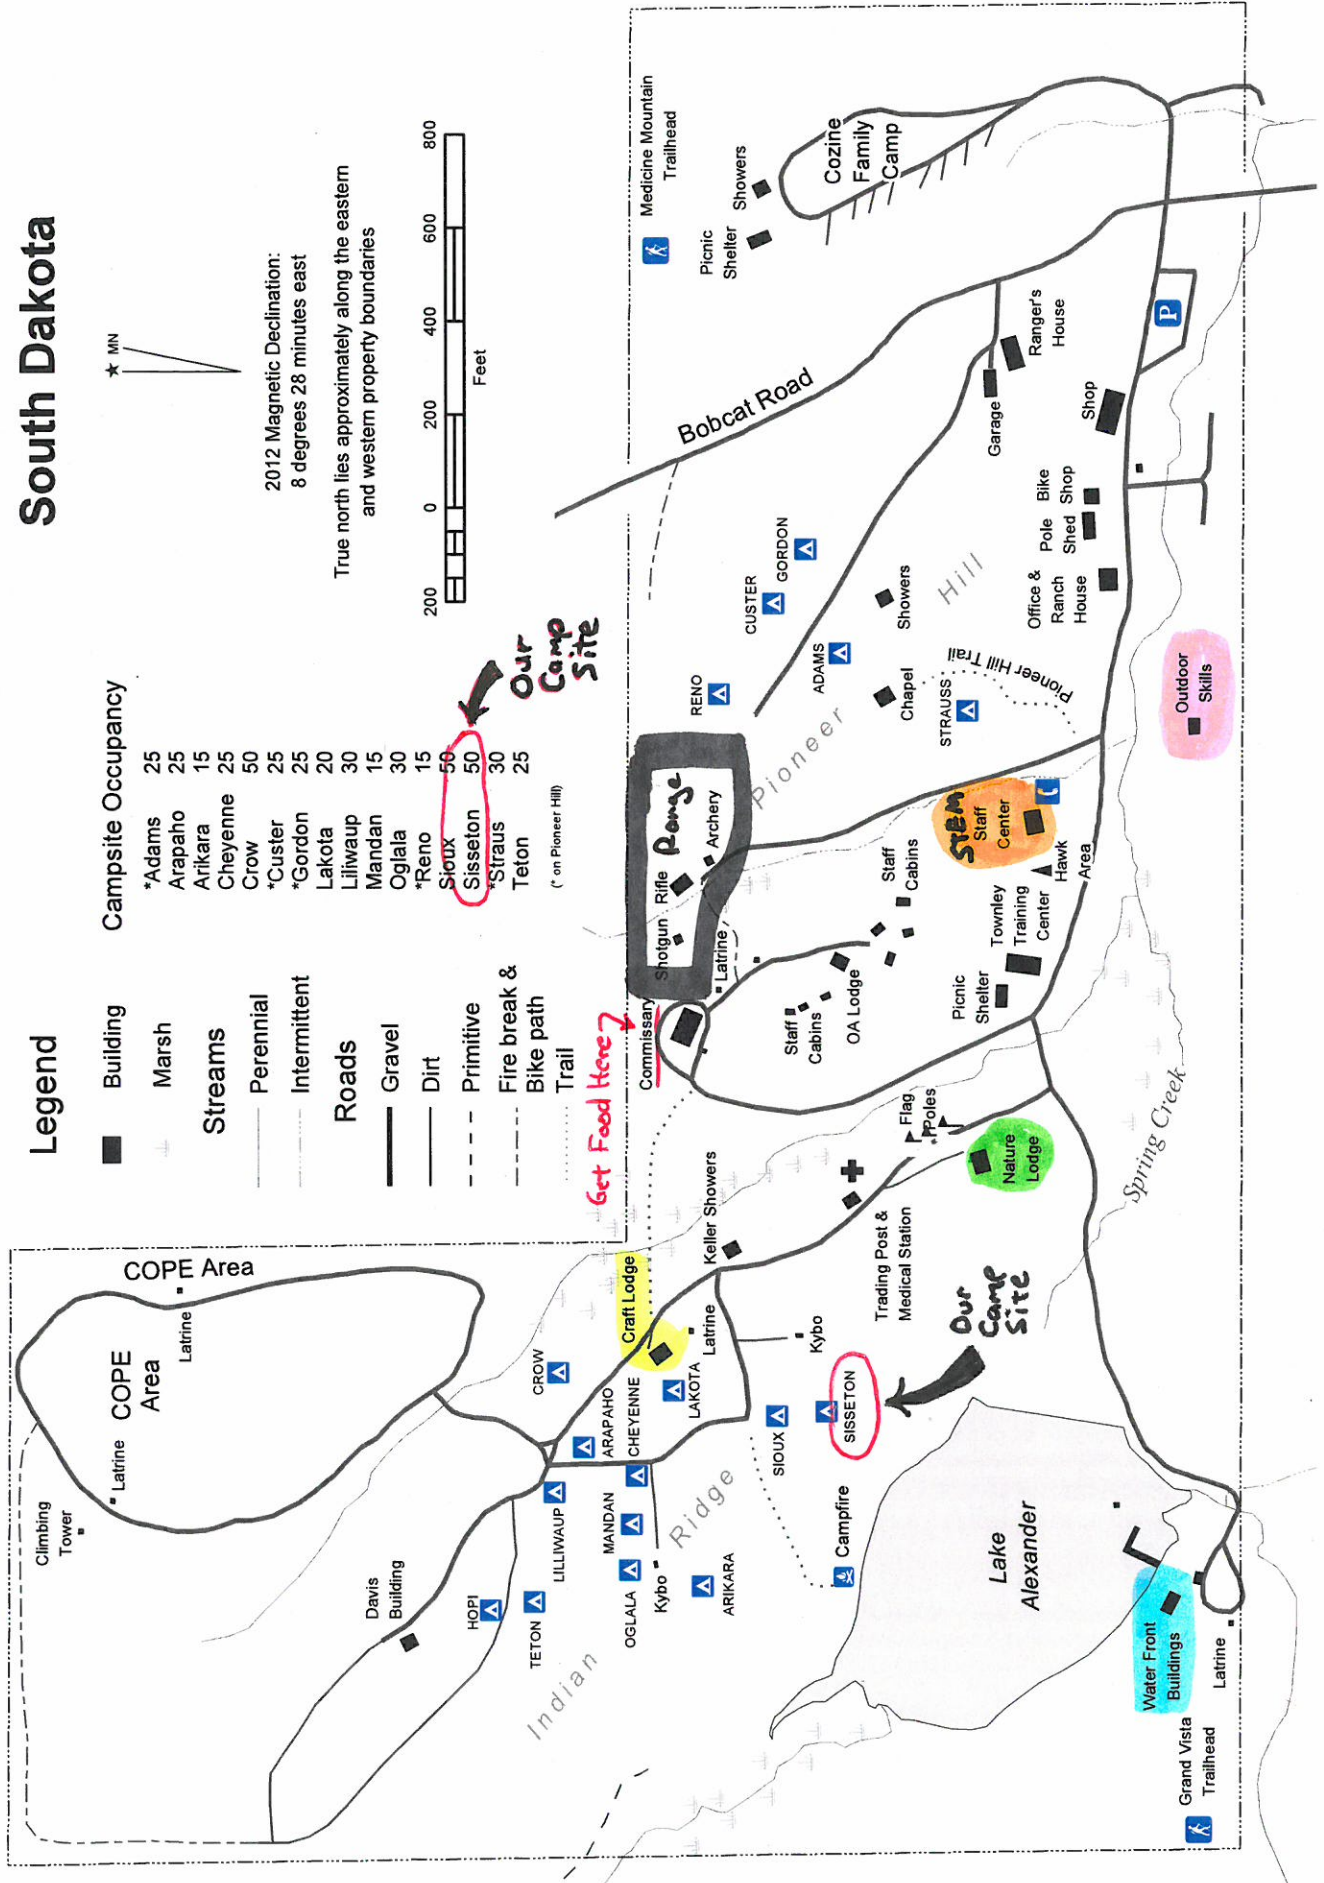 South Dakota
MN
2012 Magnetic Declination:
8 degrees 28 minutes east
True north lies approximately along the eastern
and western property boundaries
200 0 200 400 600 800
Feet
Legend
Building
Marsh
Streams
Perennial
Intermittent
Roads
Gravel
Dirt
Primitive
Fire break &
Bike path
Trail
Campsite Occupancy
*Adams 25
Arapaho 25
Arikara 15
Cheyenne 25
Crow 50
*Custer 25
*Gordon 25
Lakota 20
Liliwaup 30
Mandan 15
Oglala 30
*Reno 15
Sioux 50
Sisseton 50
*Straus 30
Teton 25
(* on Pioneer Hill)
Our
Camp
Site
Get Food Here
COPE Area
Latrine
COPE
Area
Latrine
Climbing
Tower
Davis
Building
HOPI
TETON
LILLIWAUP
CROW
ARAPAHO
CHEYENNE
MANDAN
OGLALA
Kybo
ARIKARA
Indian
Ridge
Craft Lodge
LAKOTA
Latrine
Keller Showers
Kybo
SIOUX
SISSETON
Our
Camp
Site
Campfire
Lake
Alexander
Water Front
Buildings
Latrine
Grand Vista
Trailhead
Trading Post &
Medical Station
Flag
Poles
Nature
Lodge
Spring Creek
Commissary
Latrine
Shotgun
Rifle
Range
Archery
Staff
Cabins
OA Lodge
Staff
Cabins
Picnic
Shelter
Townley
Training
Center
Hawk
Area
STEM
Staff
Center
Outdoor
Skills
RENO
Pioneer
Hill
ADAMS
CUSTER
GORDON
Chapel
Showers
STRAUSS
Pioneer Hill Trail
Office &
Ranch
House
Pole
Shed
Bike
Shop
Shop
P
Garage
Ranger's
House
Bobcat Road
Medicine Mountain
Trailhead
Picnic
Shelter
Showers
Cozine
Family
Camp